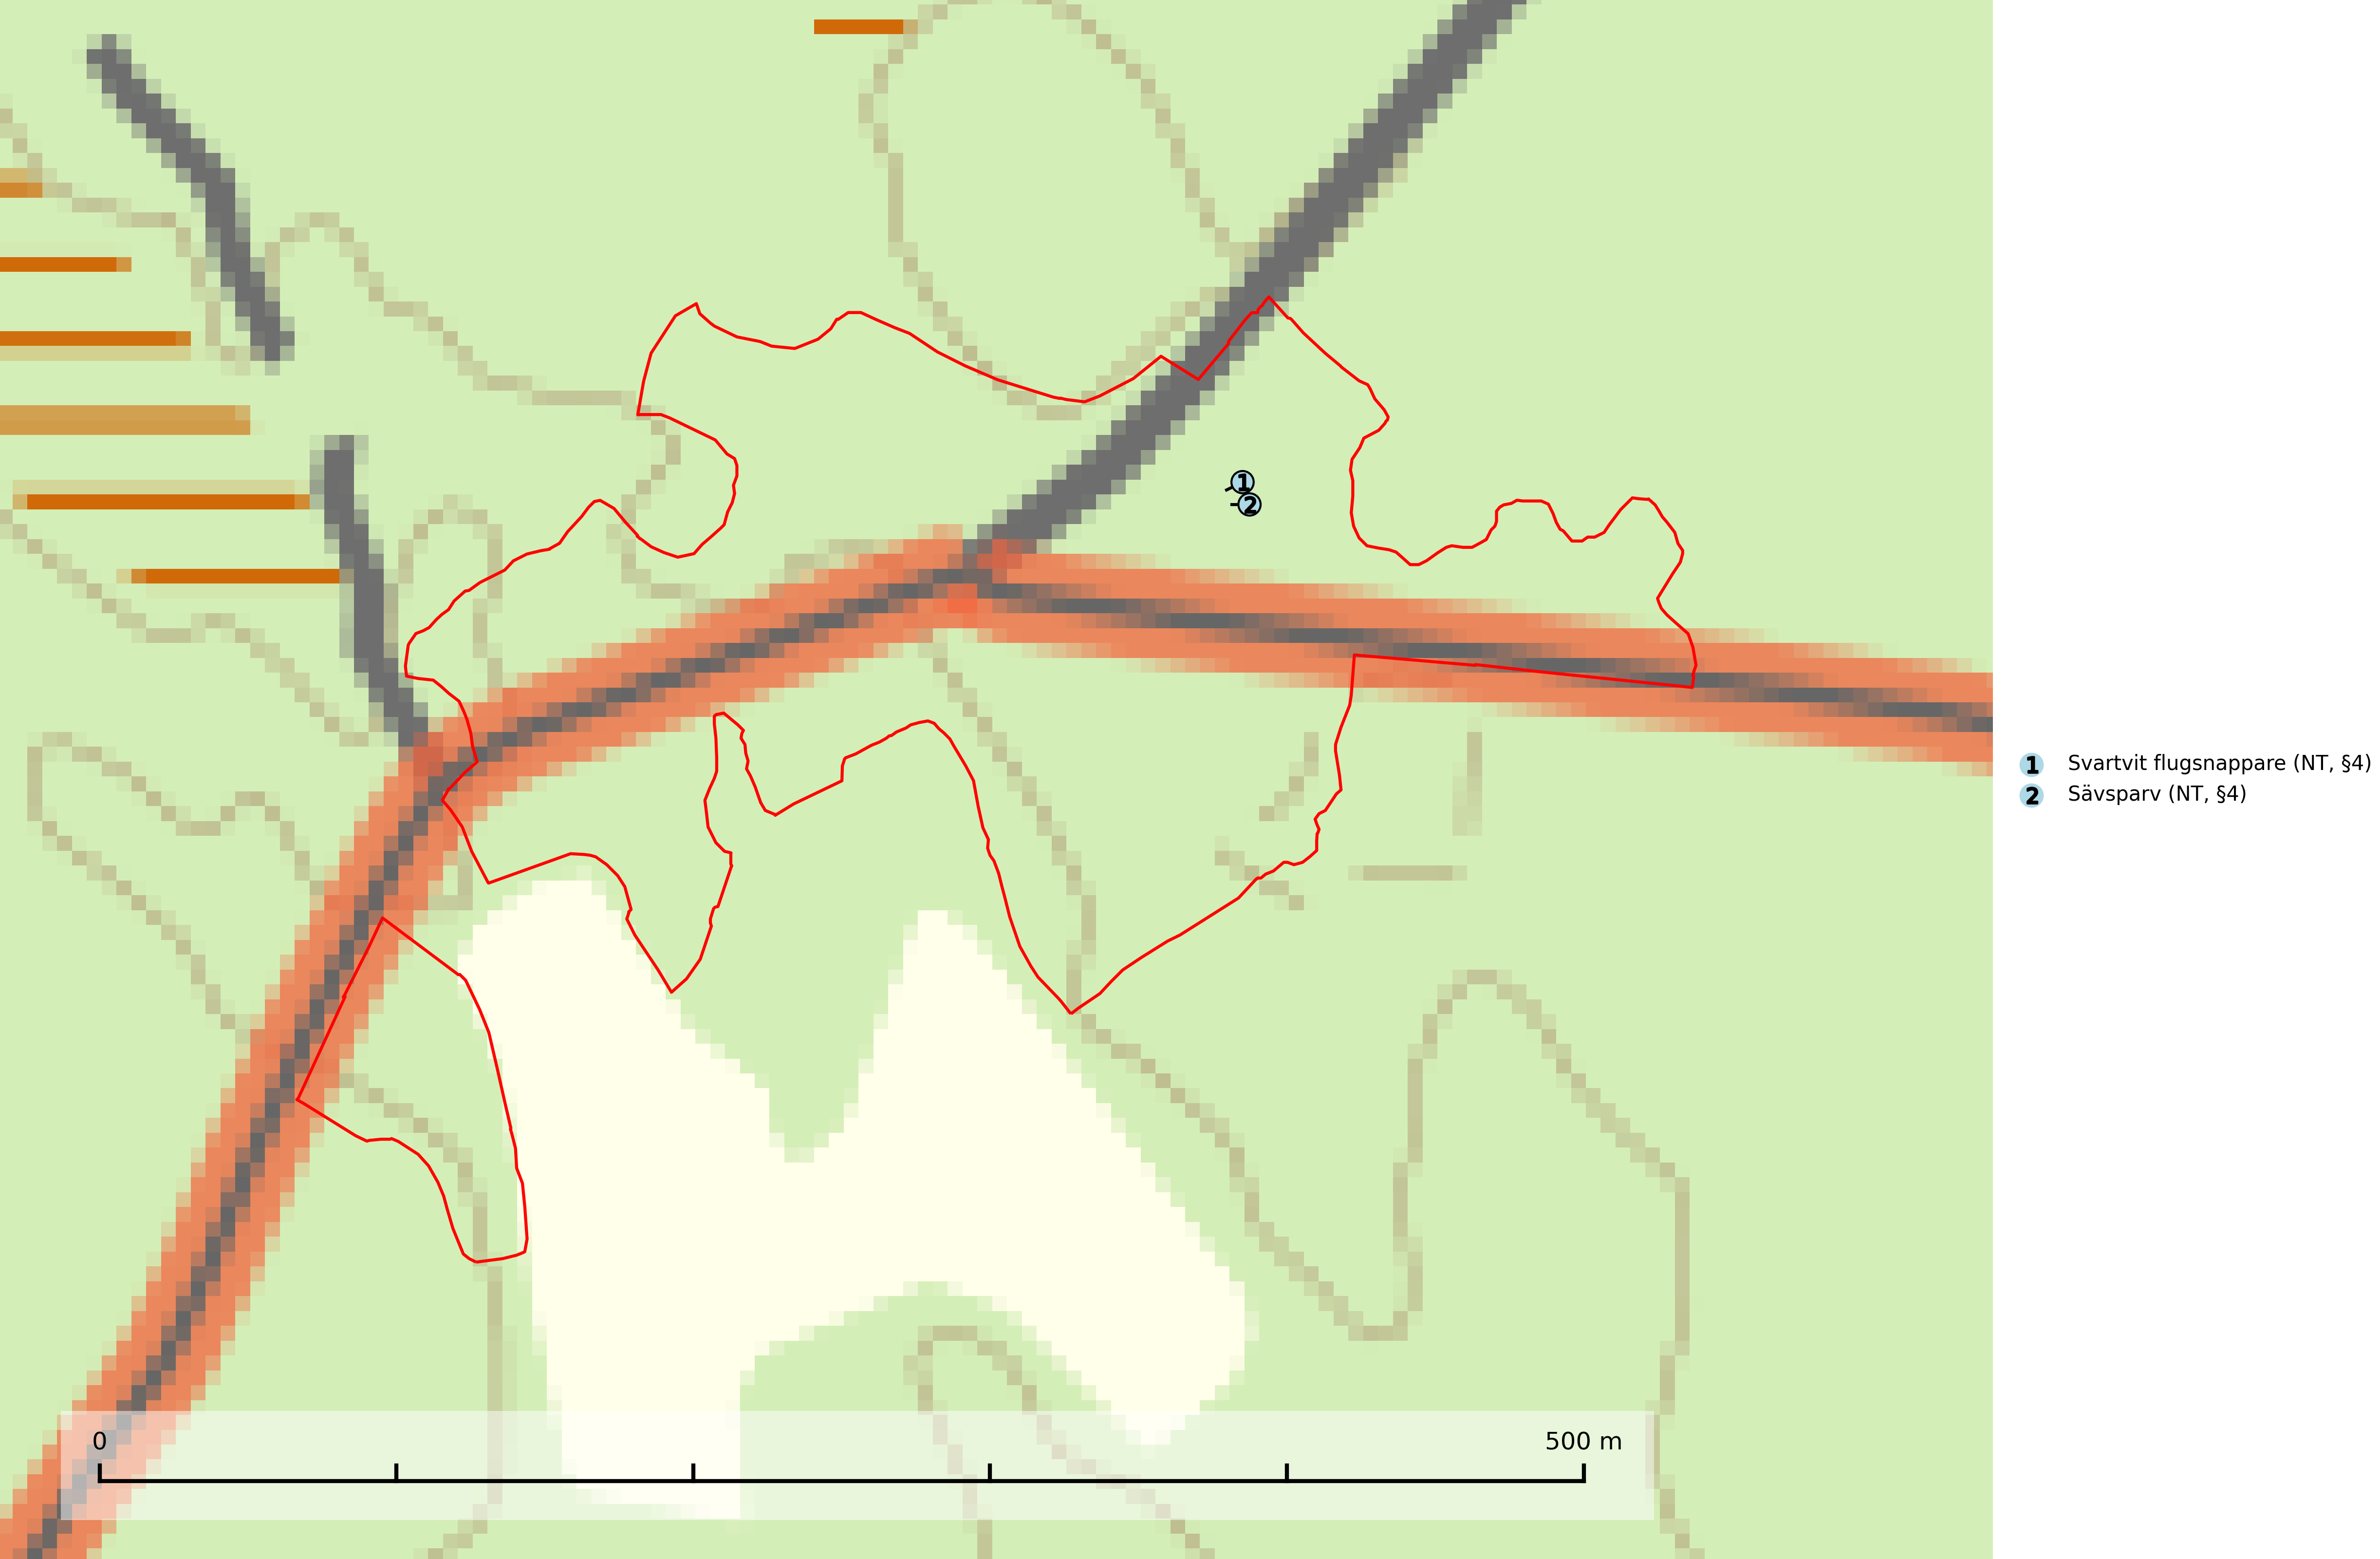 1
2
1 Svartvit flugsnappare (NT, §4)
2 Sävsparv (NT, §4)
0 500 m